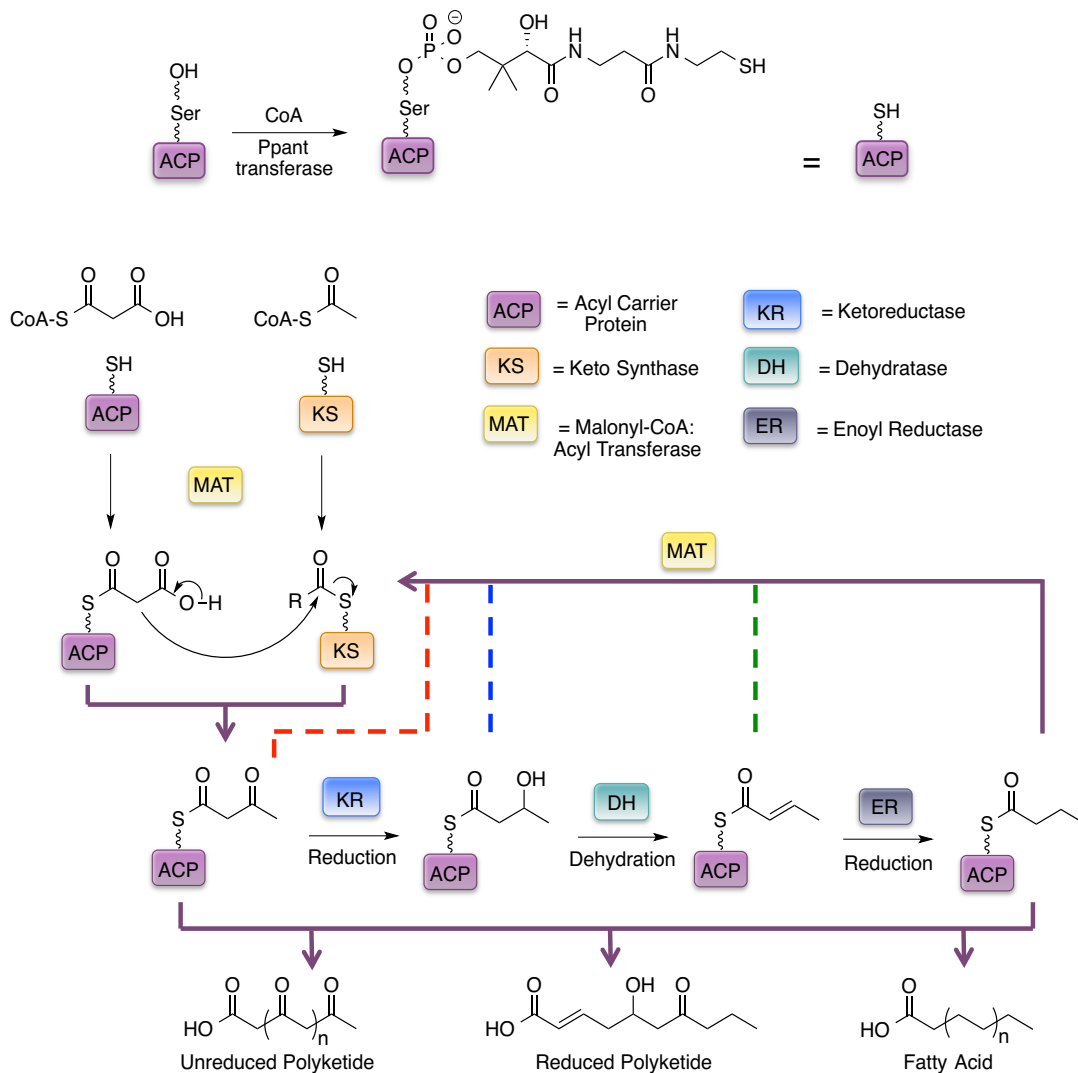 O
⊖
OH
H
H
P
O
N
N
OH
O
O
SH
O
O
Ser
CoA
Ser
SH
ACP
Ppant
transferase
ACP
=
ACP
O
O
O
CoA-S
OH
CoA-S
SH
SH
ACP
KS
MAT
ACP
= Acyl Carrier
Protein
KR
= Ketoreductase
KS
= Keto Synthase
DH
= Dehydratase
MAT
= Malonyl-CoA:
Acyl Transferase
ER
= Enoyl Reductase
MAT
O
O
O
S
O-H
R
S
ACP
KS
O
O
S
ACP
KR
Reduction
O
OH
S
ACP
DH
Dehydration
O
S
ACP
ER
Reduction
O
S
ACP
O
O
O
HO
n
Unreduced Polyketide
O
OH
O
HO
Reduced Polyketide
O
HO
n
Fatty Acid